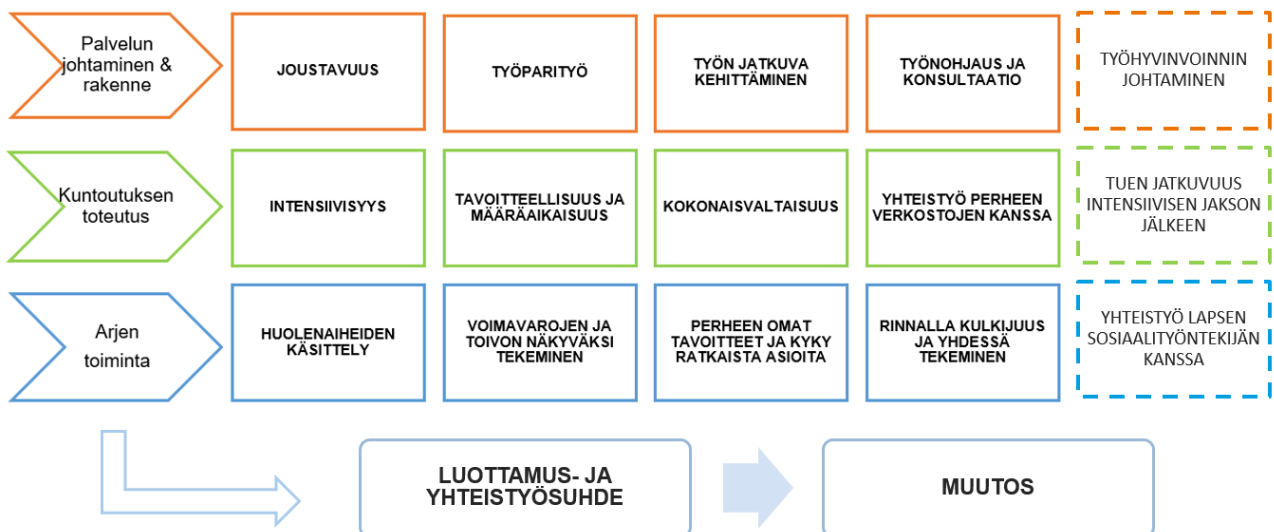 Palvelun
johtaminen &
rakenne
JOUSTAVUUS
TYÖPARITYÖ
TYÖN JATKUVA
KEHITTÄMINEN
TYÖNOHJAUS JA
KONSULTAATIO
TYÖHYVINVOINNIN
JOHTAMINEN
Kuntoutuksen
toteutus
INTENSIIVISYYS
TAVOITTEELLISUUS JA
MÄÄRÄAIKAISUUS
KOKONAISVALTAISUUS
YHTEISTYÖ PERHEEN
VERKOSTOJEN KANSSA
TUEN JATKUVUUS
INTENSIIVISEN JAKSON
JÄLKEEN
Arjen
toiminta
HUOLENAIHEIDEN
KÄSITTELY
VOIMAVAROJEN JA
TOIVON NÄKYVÄKSI
TEKEMINEN
PERHEEN OMAT
TAVOITTEET JA KYKY
RATKAISTA ASIOITA
RINNALLA KULKIJUUS
JA YHDESSÄ
TEKEMINEN
YHTEISTYÖ LAPSEN
SOSIAALITYÖNTEKIJÄN
KANSSA
LUOTTAMUS- JA
YHTEISTYÖSUHDE
MUUTOS